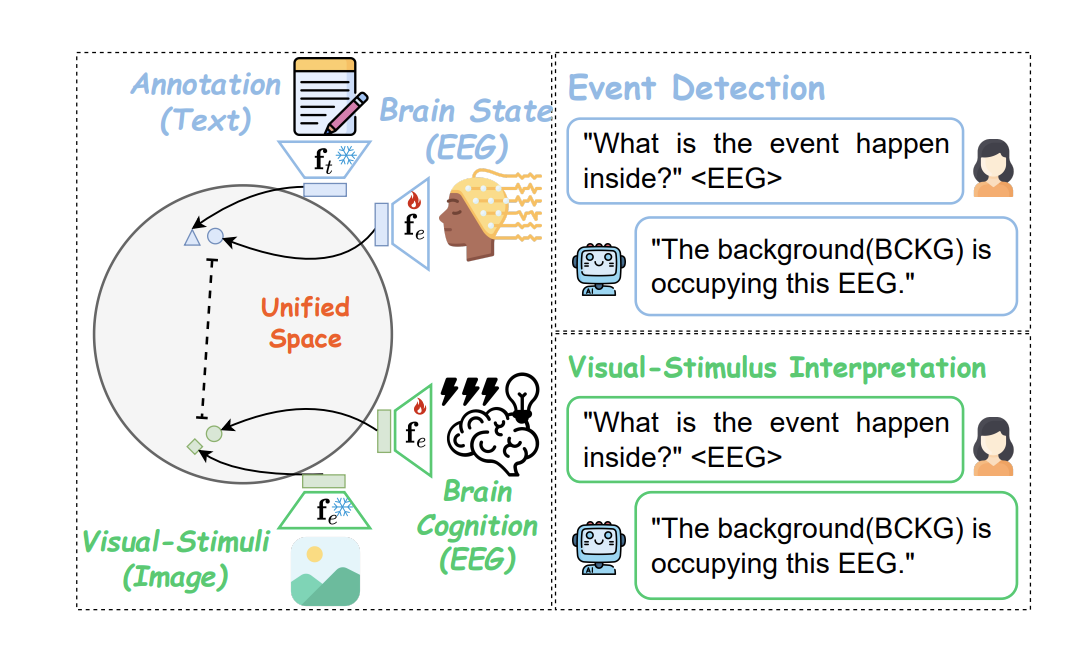 Annotation
(Text)
f_t
Brain State
(EEG)
f_e
Unified
Space
f_e
Brain
Cognition
(EEG)
f_e
Visual-Stimuli
(Image)
Event Detection
"What is the event happen
inside?" <EEG>
AI
"The background(BCKG) is
occupying this EEG."
Visual-Stimulus Interpretation
"What is the event happen
inside?" <EEG>
AI
"The background(BCKG) is
occupying this EEG."